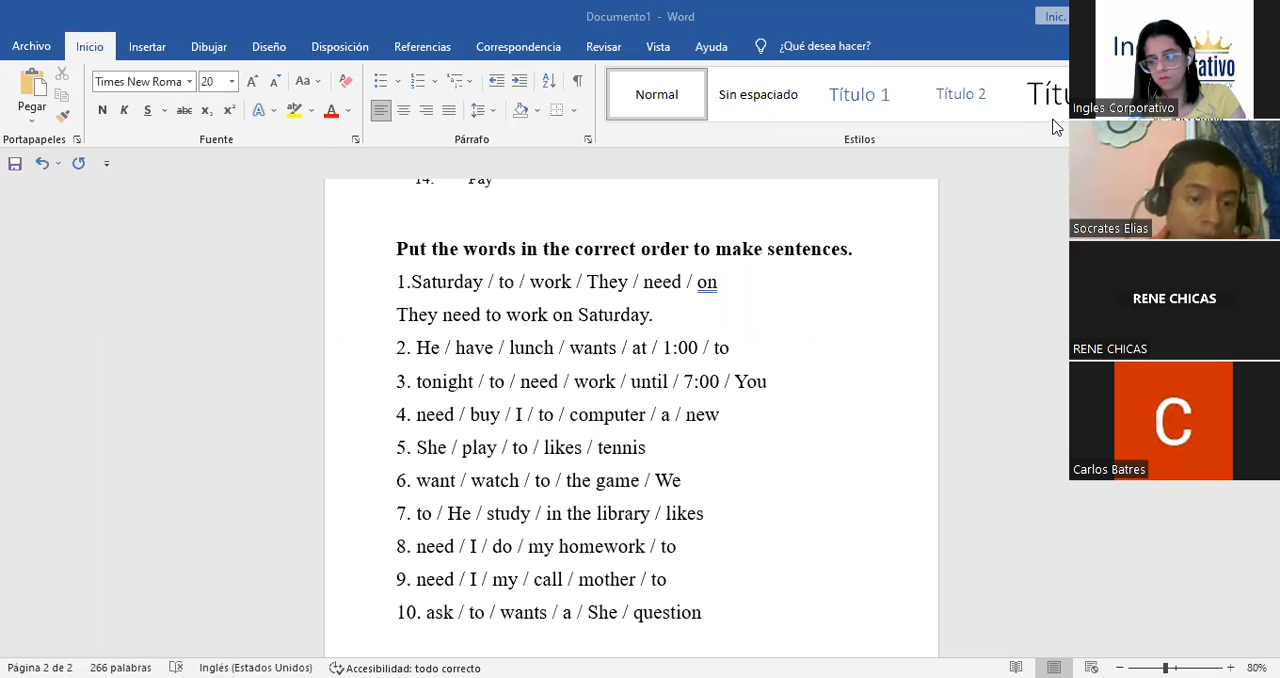 Documento1 - Word
Inic.
Archivo Inicio Insertar Dibujar Diseño Disposición Referencias Correspondencia Revisar Vista Ayuda ¿Qué desea hacer?
Pegar
Times New Roma 20
Aa
N K S abc x₂ x²
Normal Sin espaciado Título 1 Título 2 Títu
Portapapeles Fuente Párrafo Estilos
14. Pay
Put the words in the correct order to make sentences.
1.Saturday / to / work / They / need / on
They need to work on Saturday.
2. He / have / lunch / wants / at / 1:00 / to
3. tonight / to / need / work / until / 7:00 / You
4. need / buy / I / to / computer / a / new
5. She / play / to / likes / tennis
6. want / watch / to / the game / We
7. to / He / study / in the library / likes
8. need / I / do / my homework / to
9. need / I / my / call / mother / to
10. ask / to / wants / a / She / question
Ingles Corporativo
Socrates Elias
RENE CHICAS
RENE CHICAS
C
Carlos Batres
Página 2 de 2 266 palabras Inglés (Estados Unidos) Accesibilidad: todo correcto 80%